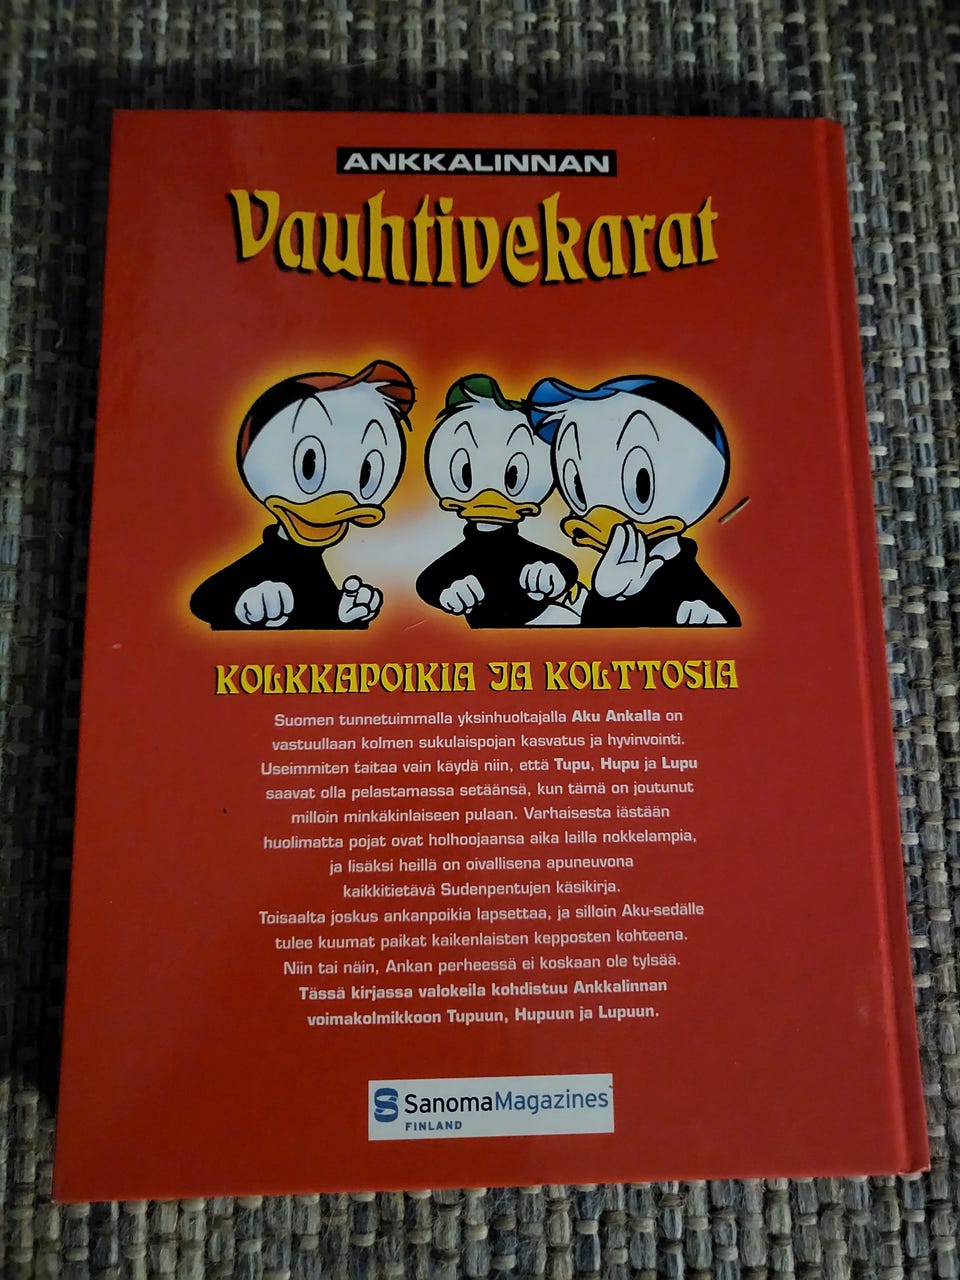 ANKKALINNAN
Vauhtivekarat
KOLKKAPOIKIA JA KOLTTOSIA
Suomen tunnetuimmalla yksinhuoltajalla Aku Ankalla on
vastuullaan kolmen sukulaispojan kasvatus ja hyvinvointi.
Useimmiten taitaa vain käydä niin, että Tupu, Hupu ja Lupu
saavat olla pelastamassa setäänsä, kun tämä on joutunut
milloin minkäkinlaiseen pulaan. Varhaisesta iästään
huolimatta pojat ovat holhoojaansa aika lailla nokkelampia,
ja lisäksi heillä on oivallisena apuneuvona
kaikkitietävä Sudenpentujen käsikirja.
Toisaalta joskus ankanpoikia lapsettaa, ja silloin Aku-sedälle
tulee kuumat paikat kaikenlaisten kepposten kohteena.
Niin tai näin, Ankan perheessä ei koskaan ole tylsää.
Tässä kirjassa valokeila kohdistuu Ankkalinnan
voimakolmikkoon Tupuun, Hupuun ja Lupuun.
SanomaMagazines
FINLAND